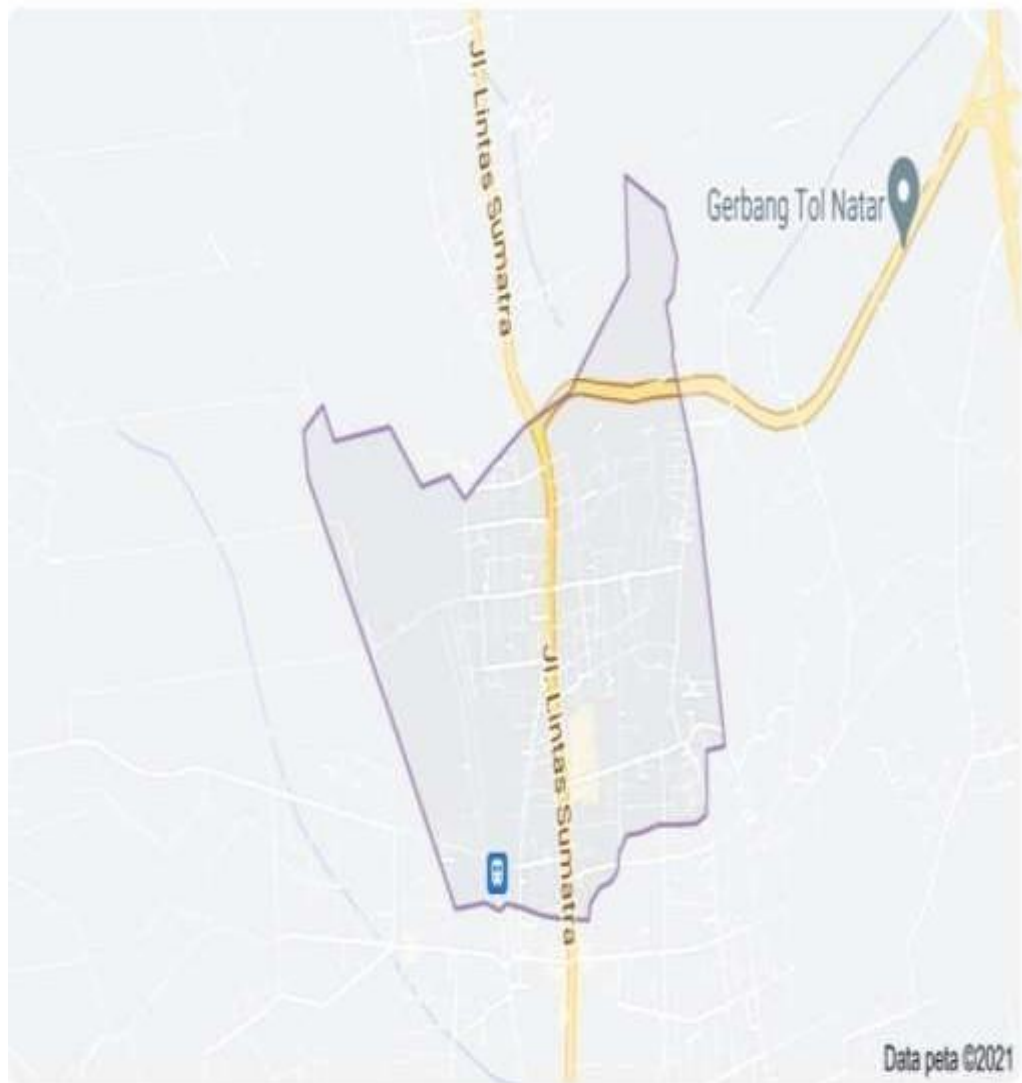 Jl. Lintas Sumatra
Gerbang Tol Natar
Jl. Lintas Sumatra
Data peta ©2021